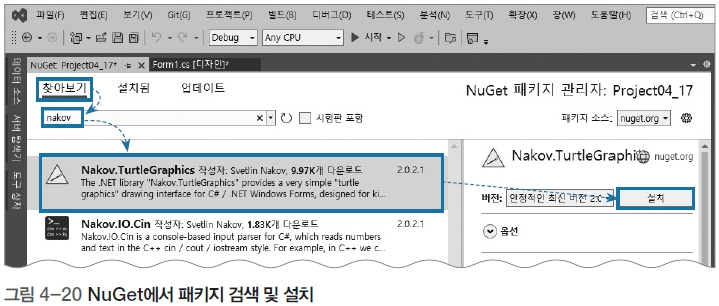 파일(F) 편집(E) 보기(V) Git(G) 프로젝트(P) 빌드(B) 디버그(D) 테스트(S) 분석(N) 도구(T) 확장(X) 창(W) 도움말(H) 검색 (Ctrl+Q)
Debug Any CPU 시작
NuGet: Project04_17* Form1.cs [디자인]*
데이터 소스 서버 탐색기 도구 상자
찾아보기 설치됨 업데이트
NuGet 패키지 관리자: Project04_17
nakov 시험판 포함 패키지 소스: nuget.org
Nakov.TurtleGraphics 작성자: Svetlin Nakov, 9.97K개 다운로드 2.0.2.1
The .NET library "Nakov.TurtleGraphics" provides a very simple "turtle
graphics" drawing interface for C# / .NET Windows Forms, designed for ki...
Nakov.TurtleGraphi nuget.org
버전: 안정적인 최신 버전 2.0 설치
Nakov.IO.Cin 작성자: Svetlin Nakov, 1.83K개 다운로드 2.0.2.1
Nakov.IO.Cin is a console-based input parser for C#, which reads numbers
and text in the C++ cin / cout / iostream style. For example, in C++ we c...
옵션
그림 4-20 NuGet에서 패키지 검색 및 설치